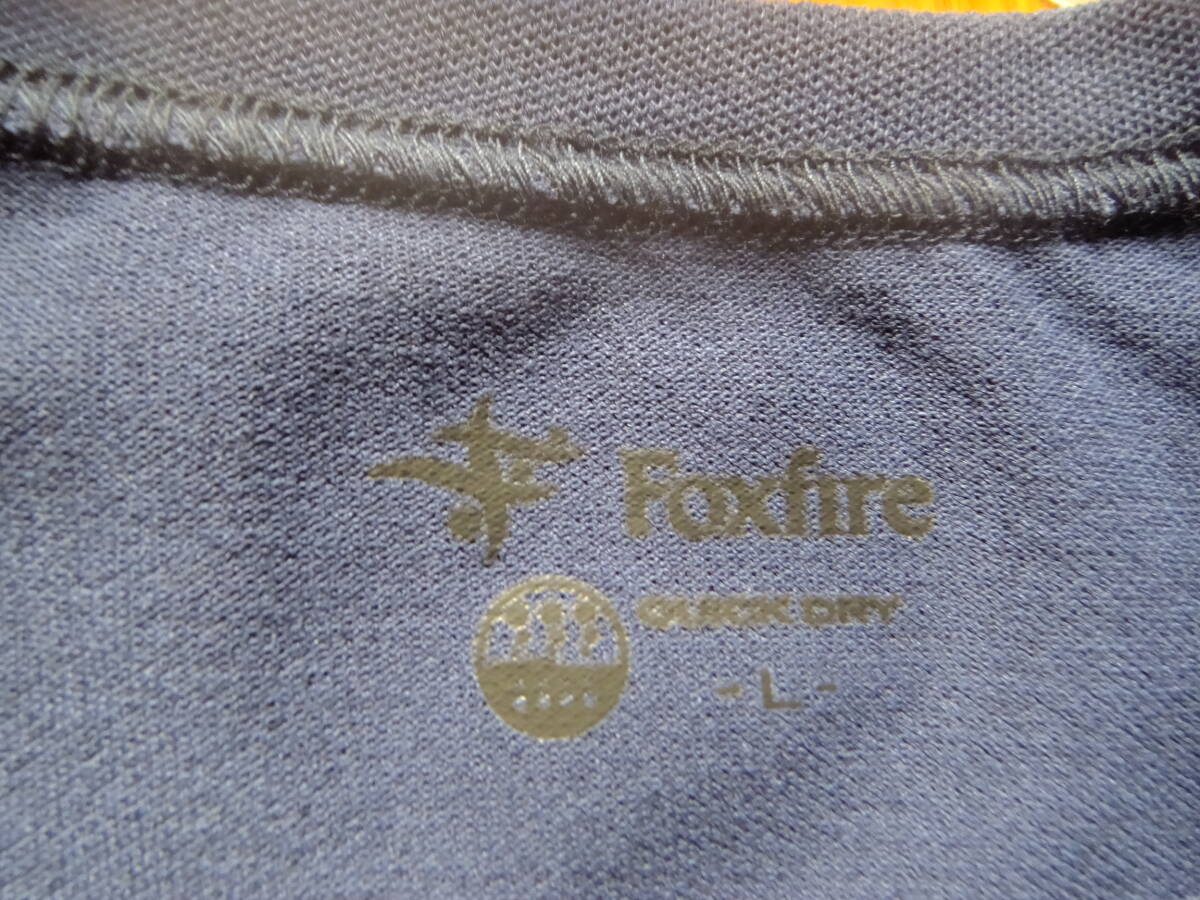 Foxfire
QUICK DRY
- L -